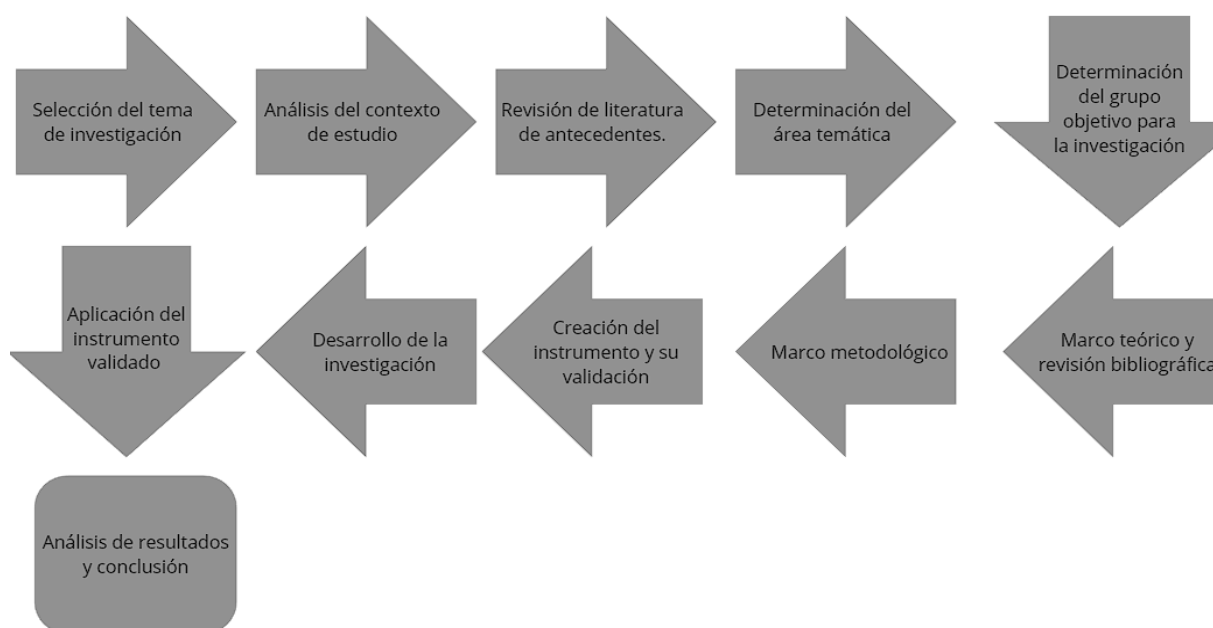 Selección del tema
de investigación
Análisis del contexto
de estudio
Revisión de literatura
de antecedentes.
Determinación del
área temática
Determinación
del grupo
objetivo para
la investigación
Aplicación del
instrumento
validado
Desarrollo de la
investigación
Creación del
instrumento y su
validación
Marco metodológico
Marco teórico y
revisión bibliográfica
Análisis de resultados
y conclusión